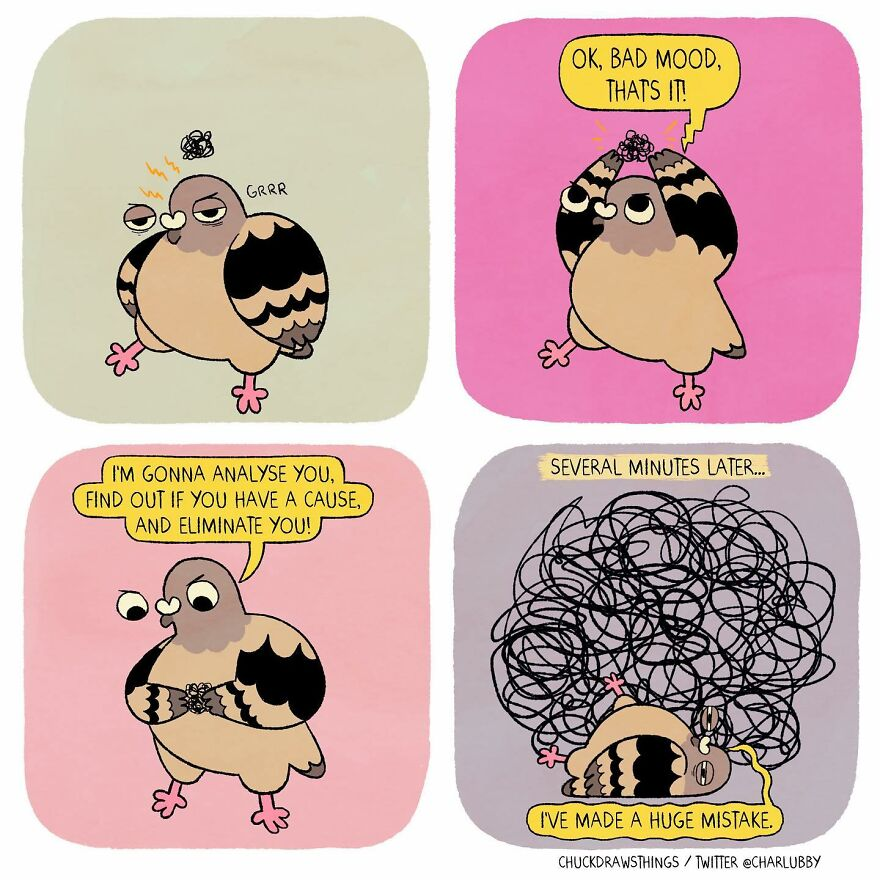 GRRR
OK, BAD MOOD,
THAT'S IT!
I'M GONNA ANALYSE YOU,
FIND OUT IF YOU HAVE A CAUSE,
AND ELIMINATE YOU!
SEVERAL MINUTES LATER...
I'VE MADE A HUGE MISTAKE.
CHUCKDRAWSTHINGS / TWITTER @CHARLUBBY